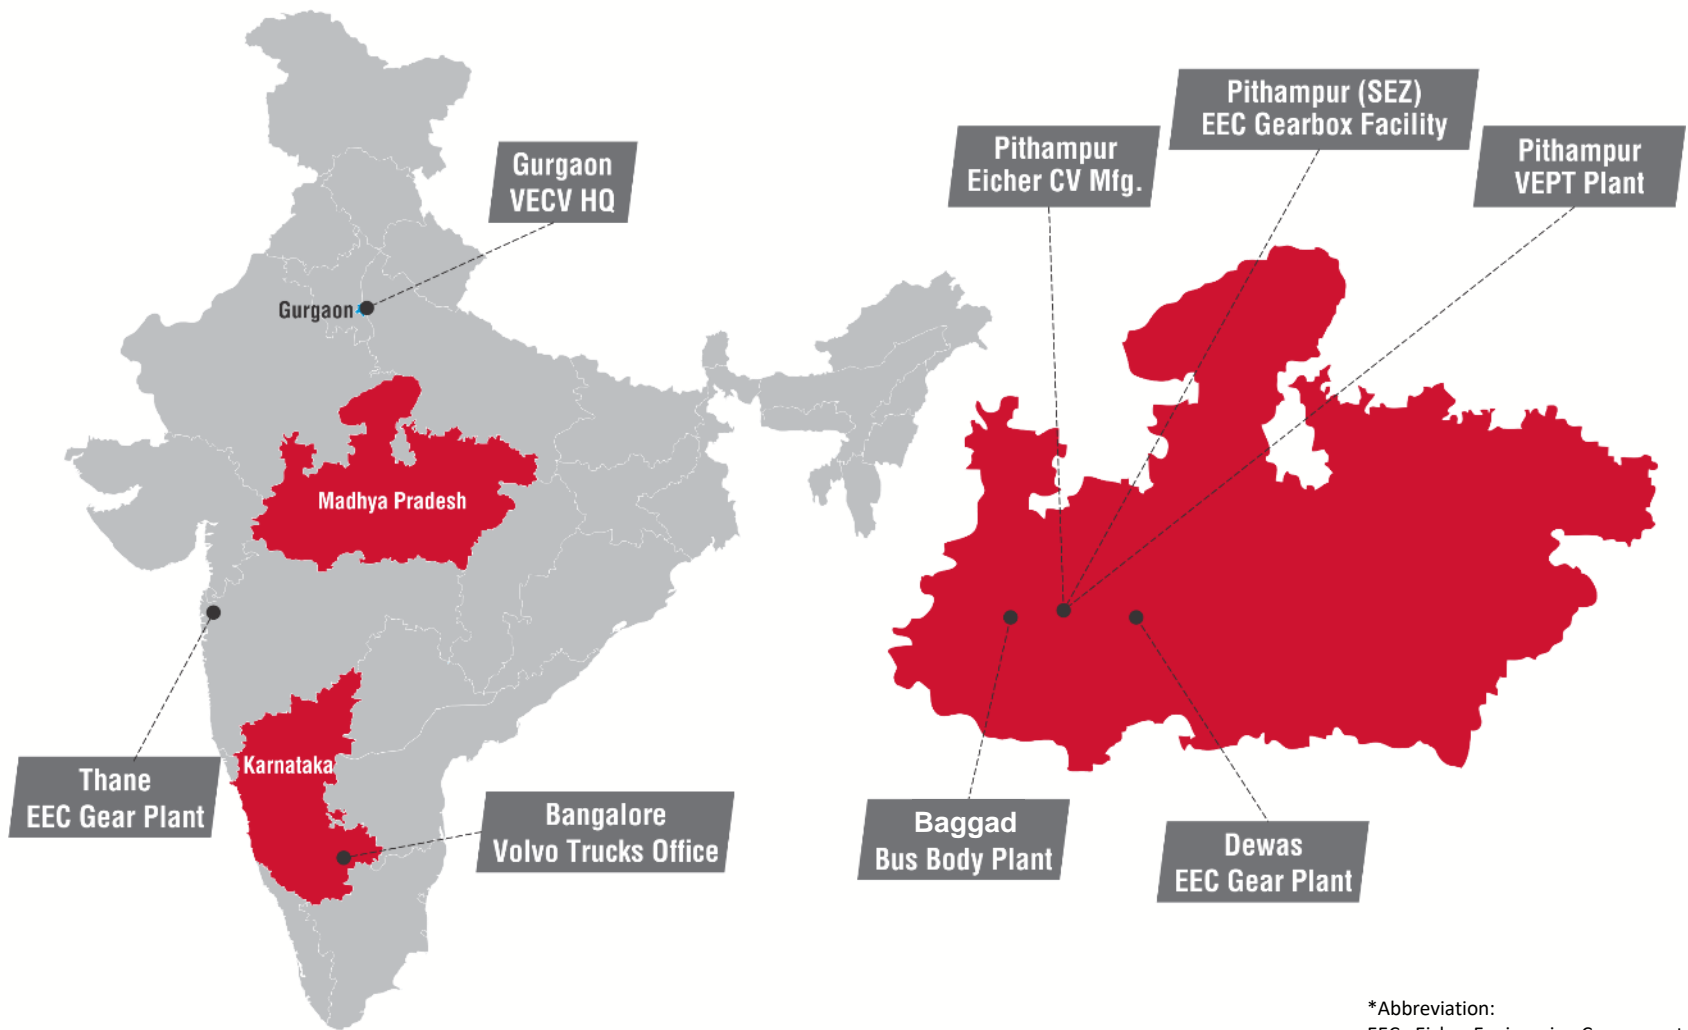 Gurgaon
VECV HQ
Gurgaon
Madhya Pradesh
Karnataka
Thane
EEC Gear Plant
Bangalore
Volvo Trucks Office
Pithampur
Eicher CV Mfg.
Pithampur (SEZ)
EEC Gearbox Facility
Pithampur
VEPT Plant
Baggad
Bus Body Plant
Dewas
EEC Gear Plant
*Abbreviation: